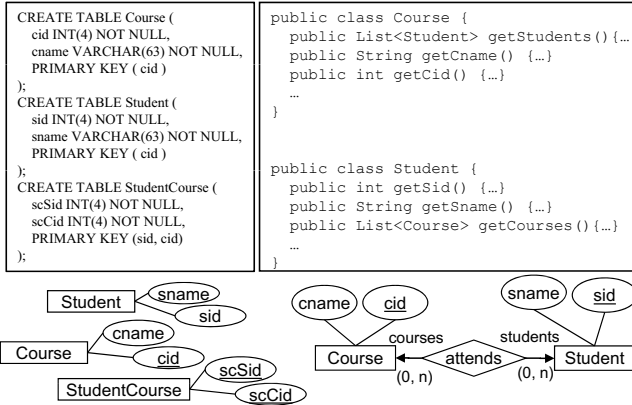 CREATE TABLE Course (
cid INT(4) NOT NULL,
cname VARCHAR(63) NOT NULL,
PRIMARY KEY ( cid )
);
CREATE TABLE Student (
sid INT(4) NOT NULL,
sname VARCHAR(63) NOT NULL,
PRIMARY KEY ( cid )
);
CREATE TABLE StudentCourse (
scSid INT(4) NOT NULL,
scCid INT(4) NOT NULL,
PRIMARY KEY (sid, cid)
);
public class Course {
public List<Student> getStudents(){…
public String getCname() {…}
public int getCid() {…}
…
}
public class Student {
public int getSid() {…}
public String getSname() {…}
public List<Course> getCourses(){…}
…
}
Student
sname
sid
Course
cname
cid
StudentCourse
scSid
scCid
cname
cid
sname
sid
courses
students
Course
attends
Student
(0, n)
(0, n)